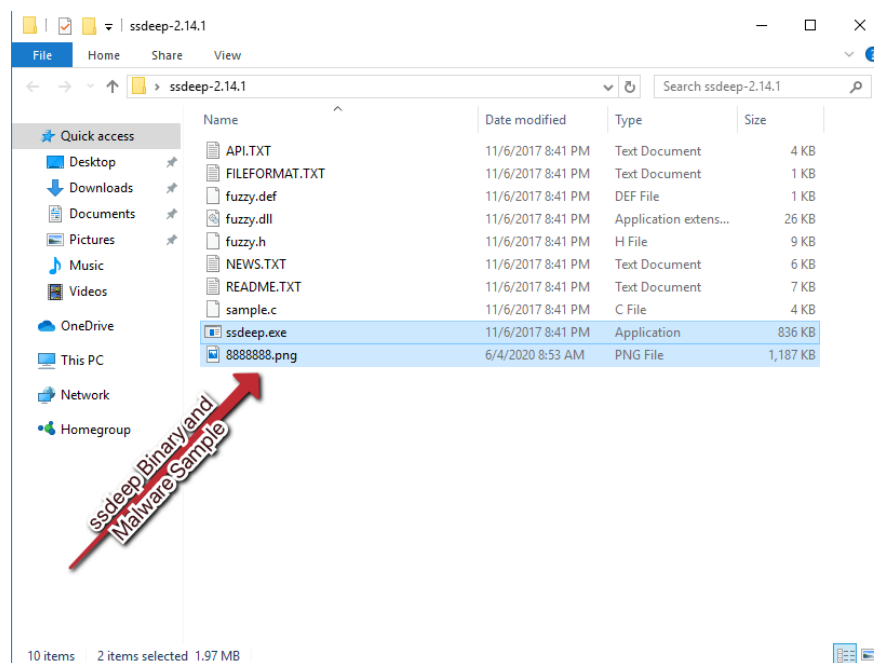 ssdeep-2.14.1
File Home Share View
ssdeep-2.14.1 Search ssdeep-2.14.1
Name Date modified Type Size
Quick access
Desktop
Downloads
Documents
Pictures
Music
Videos
OneDrive
This PC
Network
Homegroup
API.TXT 11/6/2017 8:41 PM Text Document 4 KB
FILEFORMAT.TXT 11/6/2017 8:41 PM Text Document 1 KB
fuzzy.def 11/6/2017 8:41 PM DEF File 1 KB
fuzzy.dll 11/6/2017 8:41 PM Application extens... 26 KB
fuzzy.h 11/6/2017 8:41 PM H File 9 KB
NEWS.TXT 11/6/2017 8:41 PM Text Document 6 KB
README.TXT 11/6/2017 8:41 PM Text Document 7 KB
sample.c 11/6/2017 8:41 PM C File 4 KB
ssdeep.exe 11/6/2017 8:41 PM Application 836 KB
8888888.png 6/4/2020 8:53 AM PNG File 1,187 KB
ssdeep Binary and
Malware Sample
10 items 2 items selected 1.97 MB